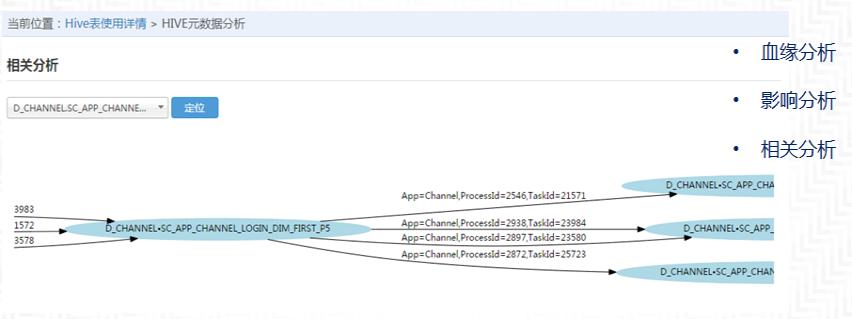 当前位置：Hive表使用详情 > HIVE元数据分析
相关分析
D_CHANNEL.SC_APP_CHANNE...
定位
• 血缘分析
• 影响分析
• 相关分析
3983
1572
3578
D_CHANNEL•SC_APP_CHANNEL_LOGIN_DIM_FIRST_P5
App=Channel,ProcessId=2546,TaskId=21571
App=Channel,ProcessId=2938,TaskId=23984
App=Channel,ProcessId=2897,TaskId=23580
App=Channel,ProcessId=2872,TaskId=25723
D_CHANNEL•SC_APP_CHA
D_CHANNEL•SC_APP_
D_CHANNEL•SC_APP_CHAN